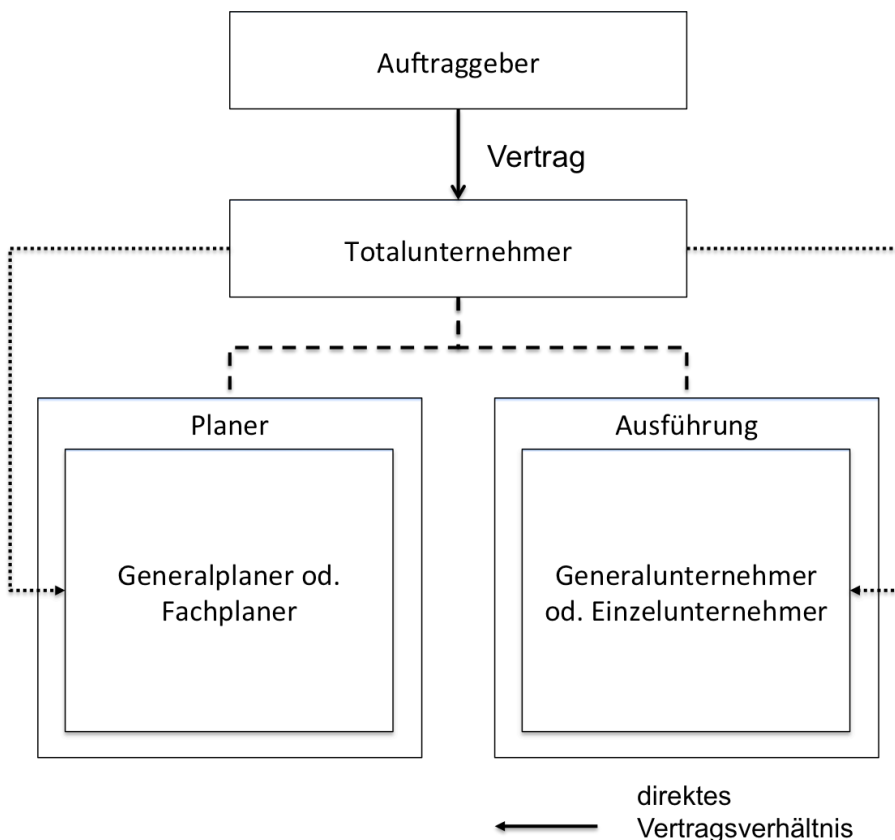 Auftraggeber
Vertrag
Totalunternehmer
Planer
Generalplaner od.
Fachplaner
Ausführung
Generalunternehmer
od. Einzelunternehmer
direktes
Vertragsverhältnis